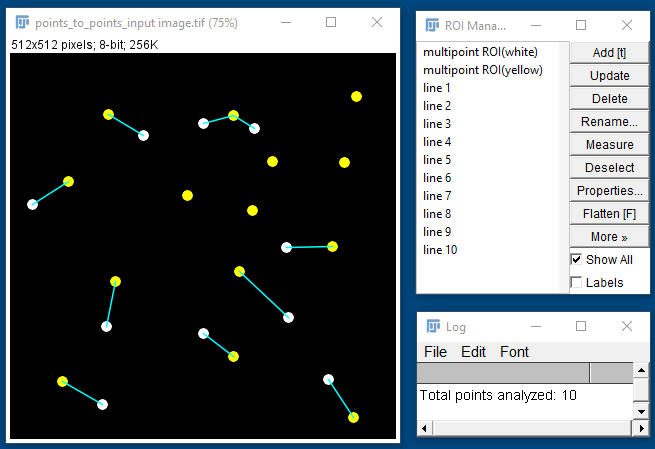 points_to_points_input image.tif (75%)
512x512 pixels; 8-bit; 256K
ROI Mana...
multipoint ROI(white)
multipoint ROI(yellow)
line 1
line 2
line 3
line 4
line 5
line 6
line 7
line 8
line 9
line 10
Add [t]
Update
Delete
Rename...
Measure
Deselect
Properties...
Flatten [F]
More »
Show All
Labels
Log
File Edit Font
Total points analyzed: 10